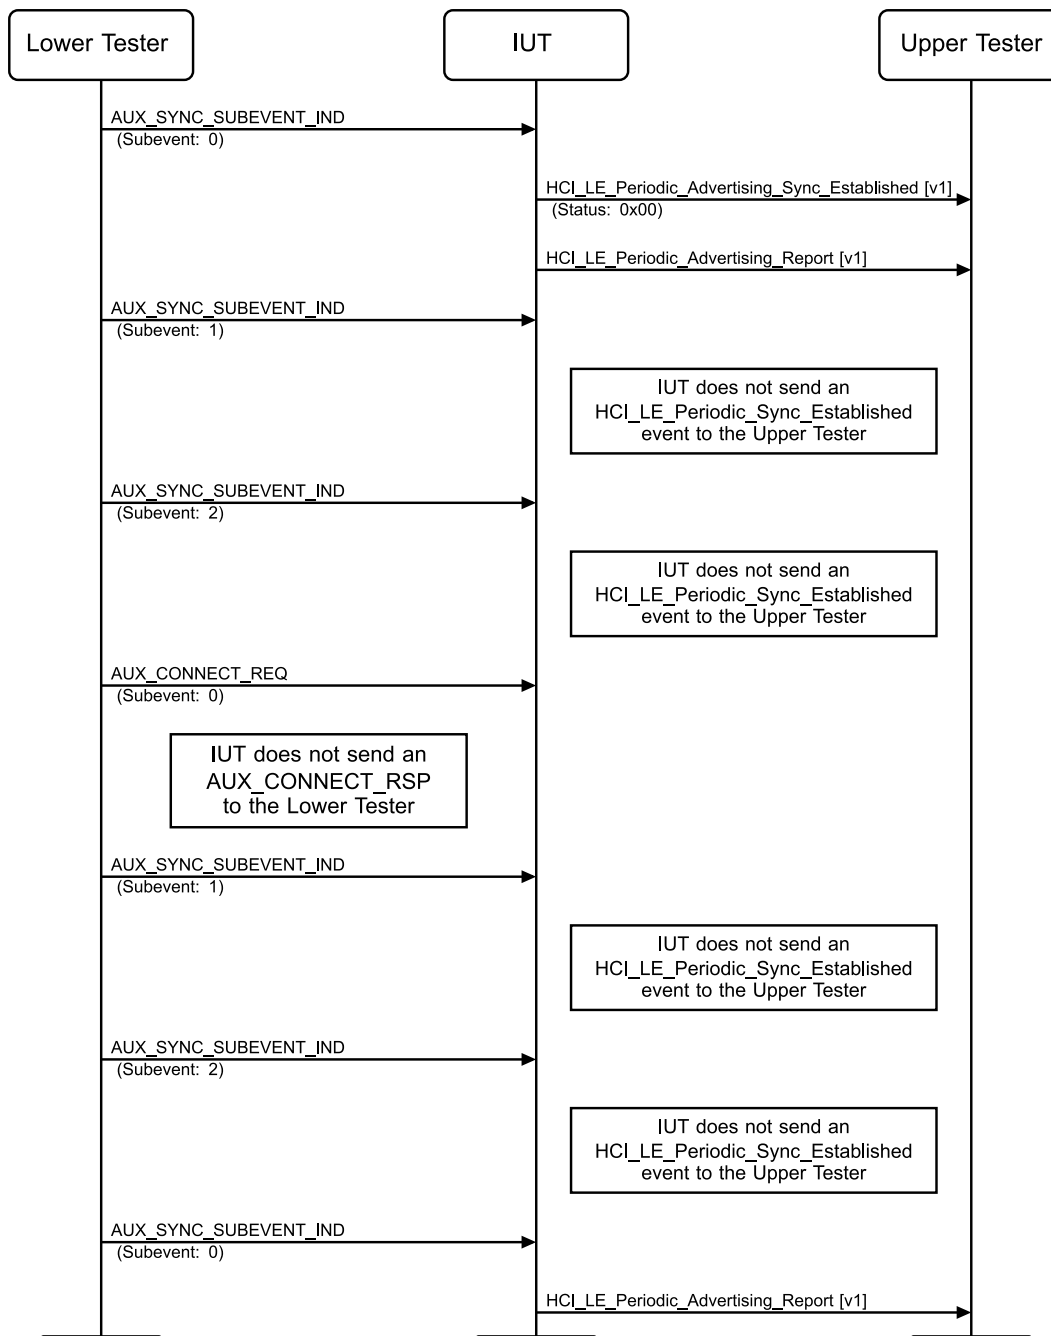 Lower Tester
IUT
Upper Tester
AUX_SYNC_SUBEVENT_IND
(Subevent: 0)
HCI_LE_Periodic_Advertising_Sync_Established [v1]
(Status: 0x00)
HCI_LE_Periodic_Advertising_Report [v1]
AUX_SYNC_SUBEVENT_IND
(Subevent: 1)
IUT does not send an
HCI_LE_Periodic_Sync_Established
event to the Upper Tester
AUX_SYNC_SUBEVENT_IND
(Subevent: 2)
IUT does not send an
HCI_LE_Periodic_Sync_Established
event to the Upper Tester
AUX_CONNECT_REQ
(Subevent: 0)
IUT does not send an
AUX_CONNECT_RSP
to the Lower Tester
AUX_SYNC_SUBEVENT_IND
(Subevent: 1)
IUT does not send an
HCI_LE_Periodic_Sync_Established
event to the Upper Tester
AUX_SYNC_SUBEVENT_IND
(Subevent: 2)
IUT does not send an
HCI_LE_Periodic_Sync_Established
event to the Upper Tester
AUX_SYNC_SUBEVENT_IND
(Subevent: 0)
HCI_LE_Periodic_Advertising_Report [v1]